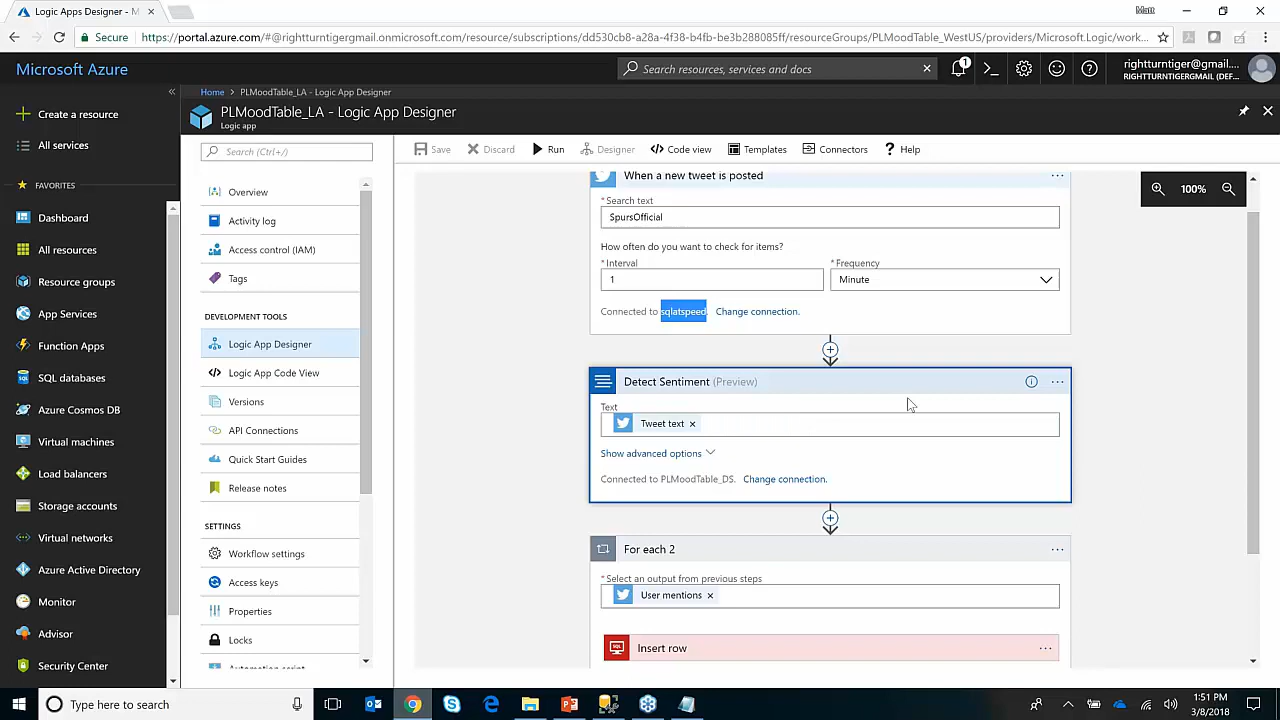 Logic Apps Designer - M
Matt
Secure
https://portal.azure.com/#@rightturntigergmail.onmicrosoft.com/resource/subscriptions/dd530cb8-a28a-4f38-b4fb-be3b288085ff/resourceGroups/PLMoodTable_WestUS/providers/Microsoft.Logic/work...
Microsoft Azure
Search resources, services and docs
1
rightturntiger@gmail....
RIGHTTURNTIGERGMAIL (DEF...
Create a resource
All services
FAVORITES
Dashboard
All resources
Resource groups
App Services
Function Apps
SQL databases
Azure Cosmos DB
Virtual machines
Load balancers
Storage accounts
Virtual networks
Azure Active Directory
Monitor
Advisor
Security Center
Home > PLMoodTable_LA - Logic App Designer
PLMoodTable_LA - Logic App Designer
Logic app
Search (Ctrl+/)
Overview
Activity log
Access control (IAM)
Tags
DEVELOPMENT TOOLS
Logic App Designer
Logic App Code View
Versions
API Connections
Quick Start Guides
Release notes
SETTINGS
Workflow settings
Access keys
Properties
Locks
Automation script
Save Discard Run Designer Code view Templates Connectors Help
100%
When a new tweet is posted
* Search text
SpursOfficial
How often do you want to check for items?
* Interval
1
* Frequency
Minute
Connected to sqlatspeed Change connection.
Detect Sentiment (Preview)
Text
Tweet text
Show advanced options
Connected to PLMoodTable_DS. Change connection.
For each 2
* Select an output from previous steps
User mentions
SQL
Insert row
Type here to search
1:51 PM
3/8/2018